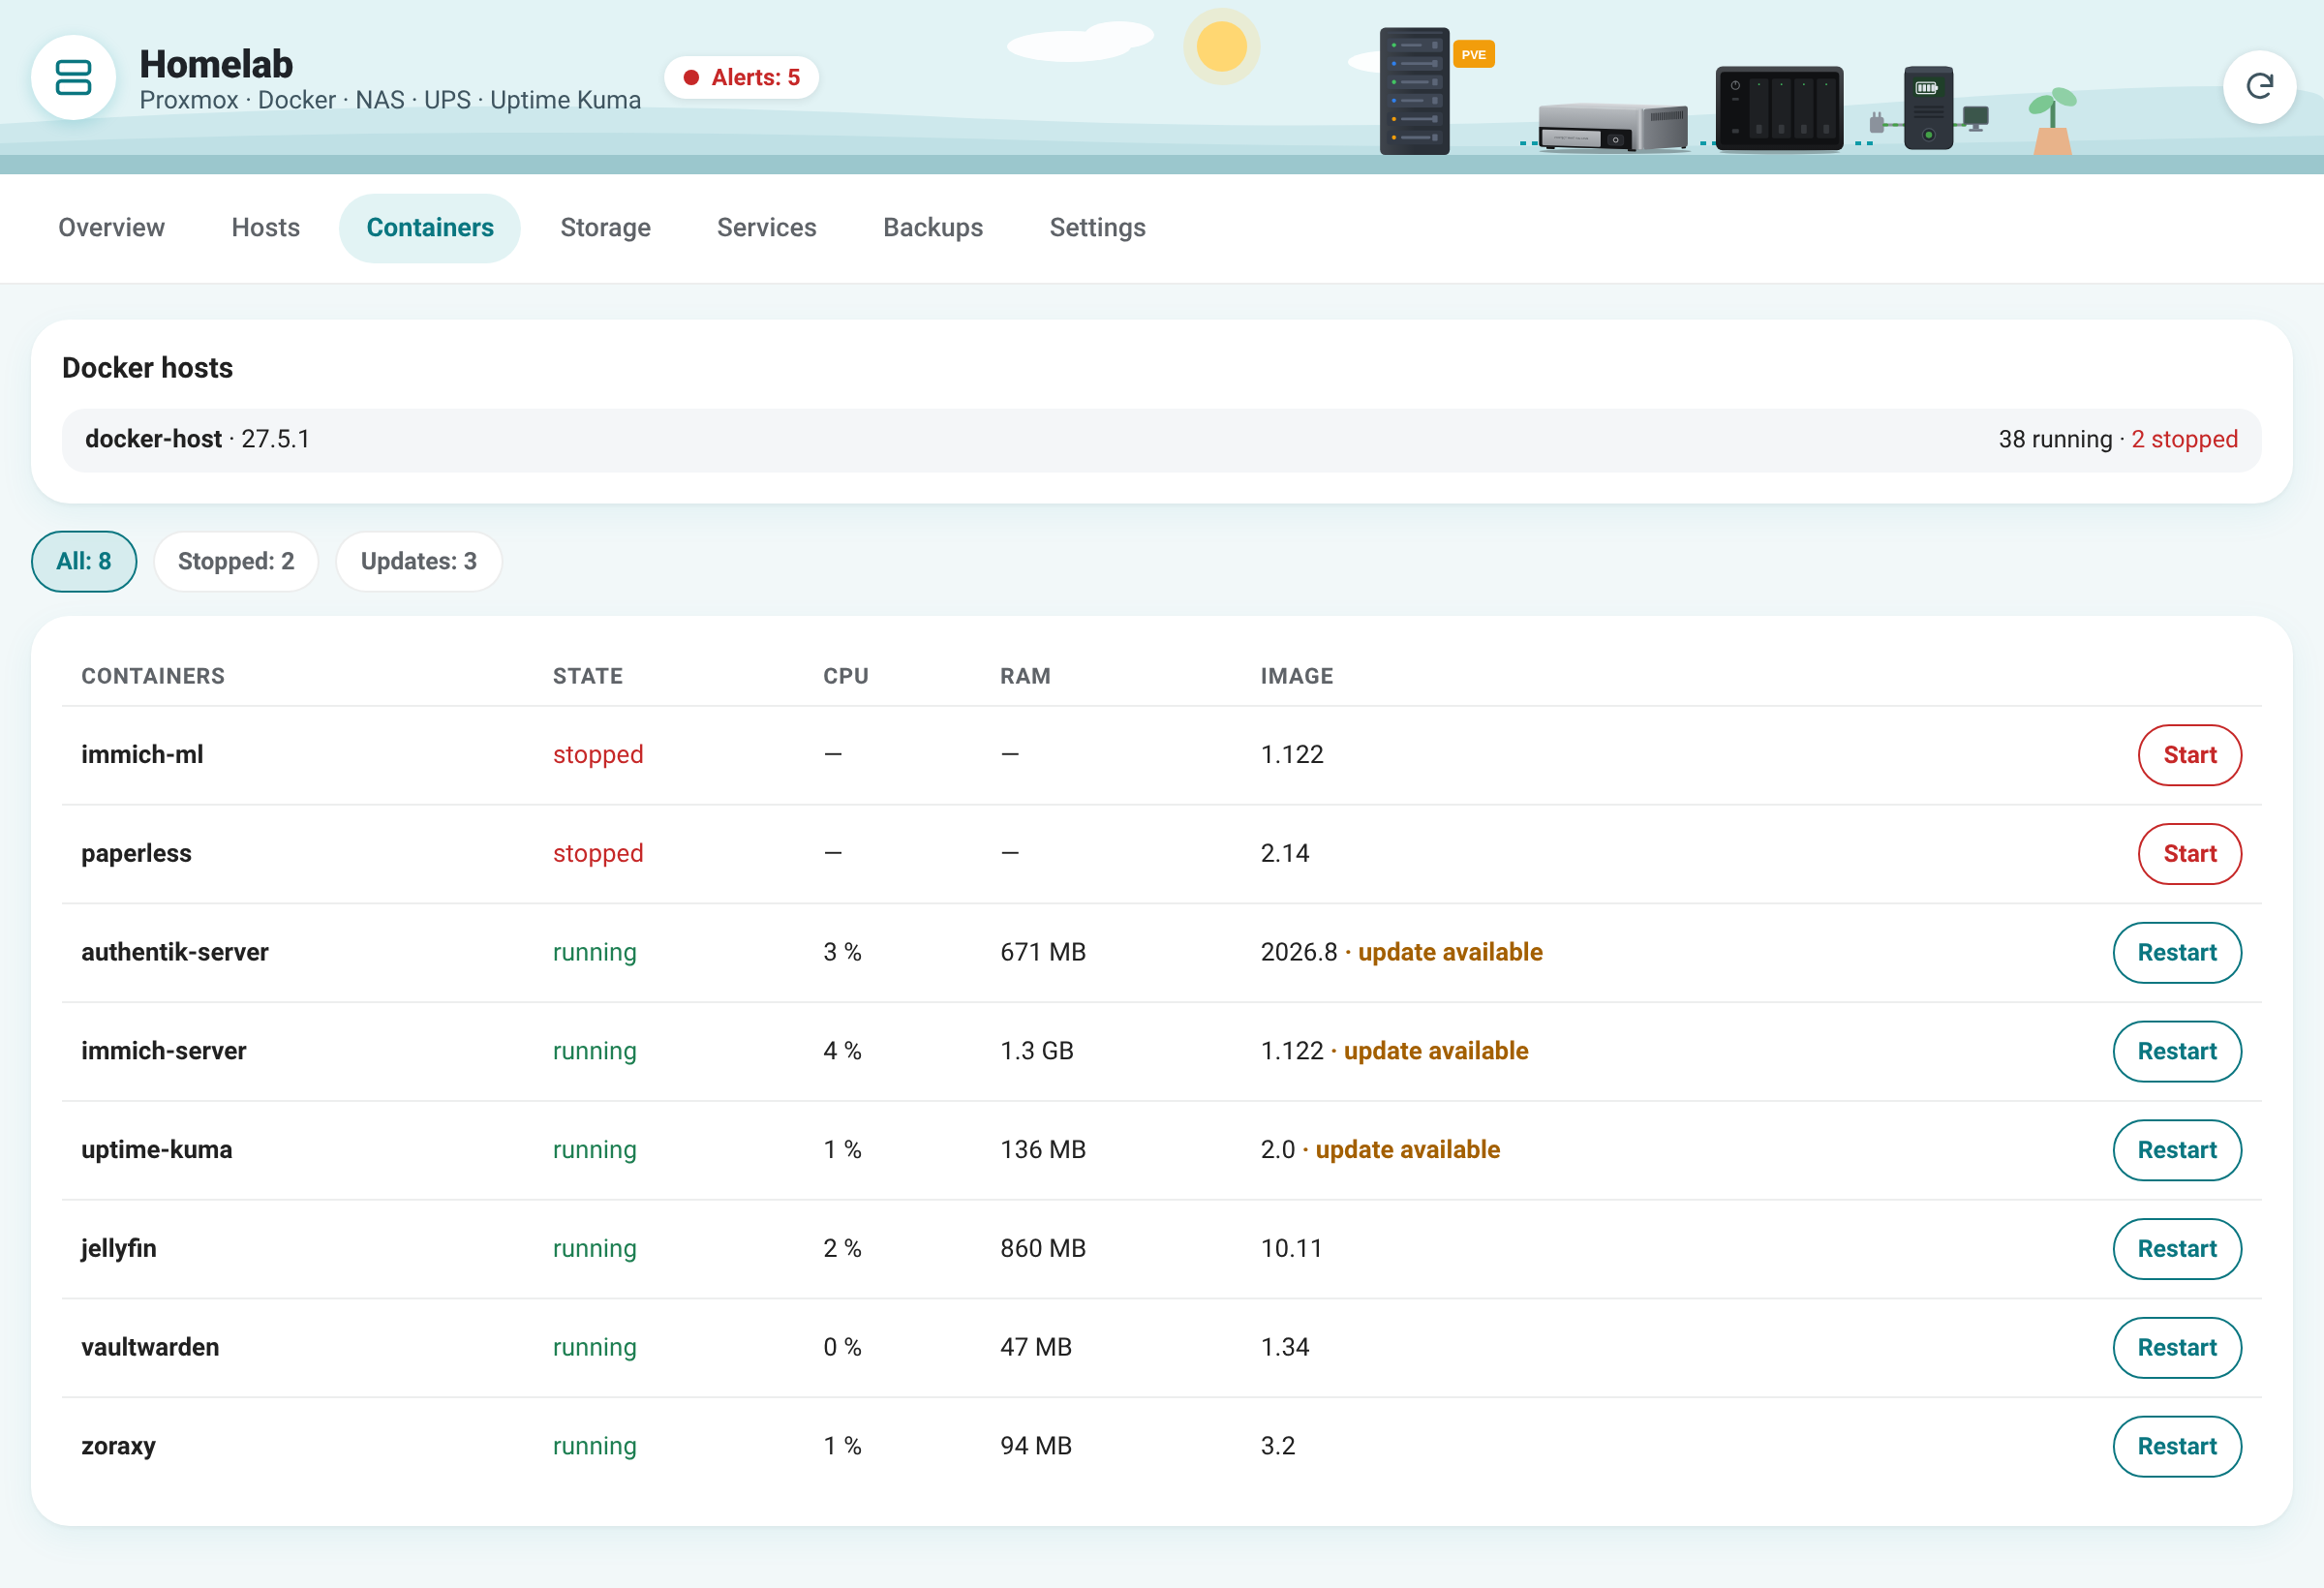 Homelab
Proxmox · Docker · NAS · UPS · Uptime Kuma
Alerts: 5
PVE
Overview Hosts Containers Storage Services Backups Settings
Docker hosts
docker-host · 27.5.1 38 running · 2 stopped
All: 8 Stopped: 2 Updates: 3
CONTAINERS STATE CPU RAM IMAGE
immich-ml stopped — — 1.122 Start
paperless stopped — — 2.14 Start
authentik-server running 3 % 671 MB 2026.8 · update available Restart
immich-server running 4 % 1.3 GB 1.122 · update available Restart
uptime-kuma running 1 % 136 MB 2.0 · update available Restart
jellyfin running 2 % 860 MB 10.11 Restart
vaultwarden running 0 % 47 MB 1.34 Restart
zoraxy running 1 % 94 MB 3.2 Restart